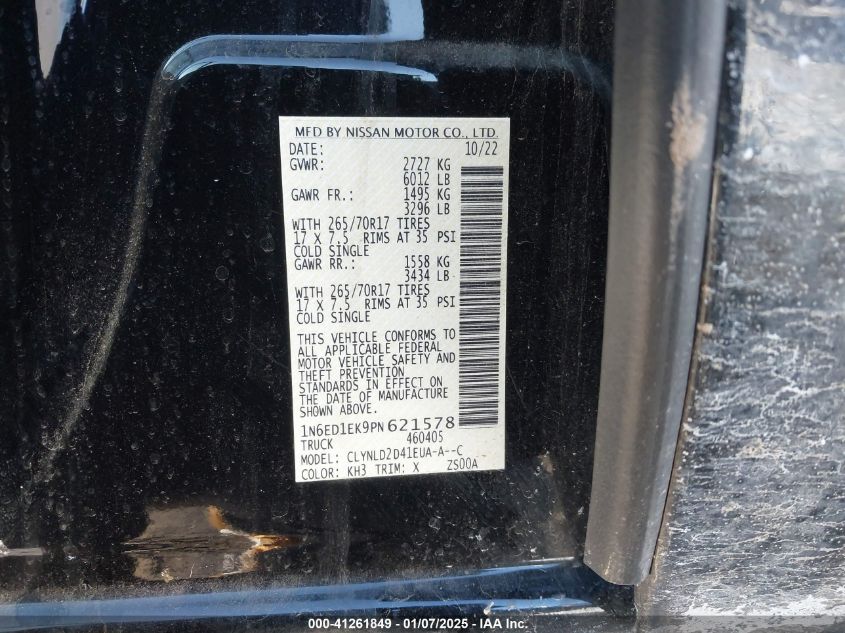 MFD BY NISSAN MOTOR CO., LTD.
DATE: 10/22
GVWR: 2727 KG
6012 LB
GAWR FR.: 1495 KG
3296 LB
WITH 265/70R17 TIRES
17 X 7.5 RIMS AT 35 PSI
COLD SINGLE
GAWR RR.: 1558 KG
3434 LB
WITH 265/70R17 TIRES
17 X 7.5 RIMS AT 35 PSI
COLD SINGLE
THIS VEHICLE CONFORMS TO
ALL APPLICABLE FEDERAL
MOTOR VEHICLE SAFETY AND
THEFT PREVENTION
STANDARDS IN EFFECT ON
THE DATE OF MANUFACTURE
SHOWN ABOVE.
1N6ED1EK9PN621578
TRUCK 460405
MODEL: CLYNLD2D41EUA-A--C
COLOR: KH3 TRIM: X ZS00A
000-41261849 — 01/07/2025 — IAA Inc.